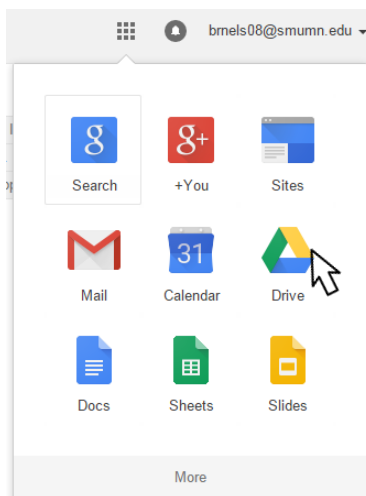 brnels08@smumn.edu
g
g+
Search +You Sites
31
Mail Calendar Drive
Docs Sheets Slides
More